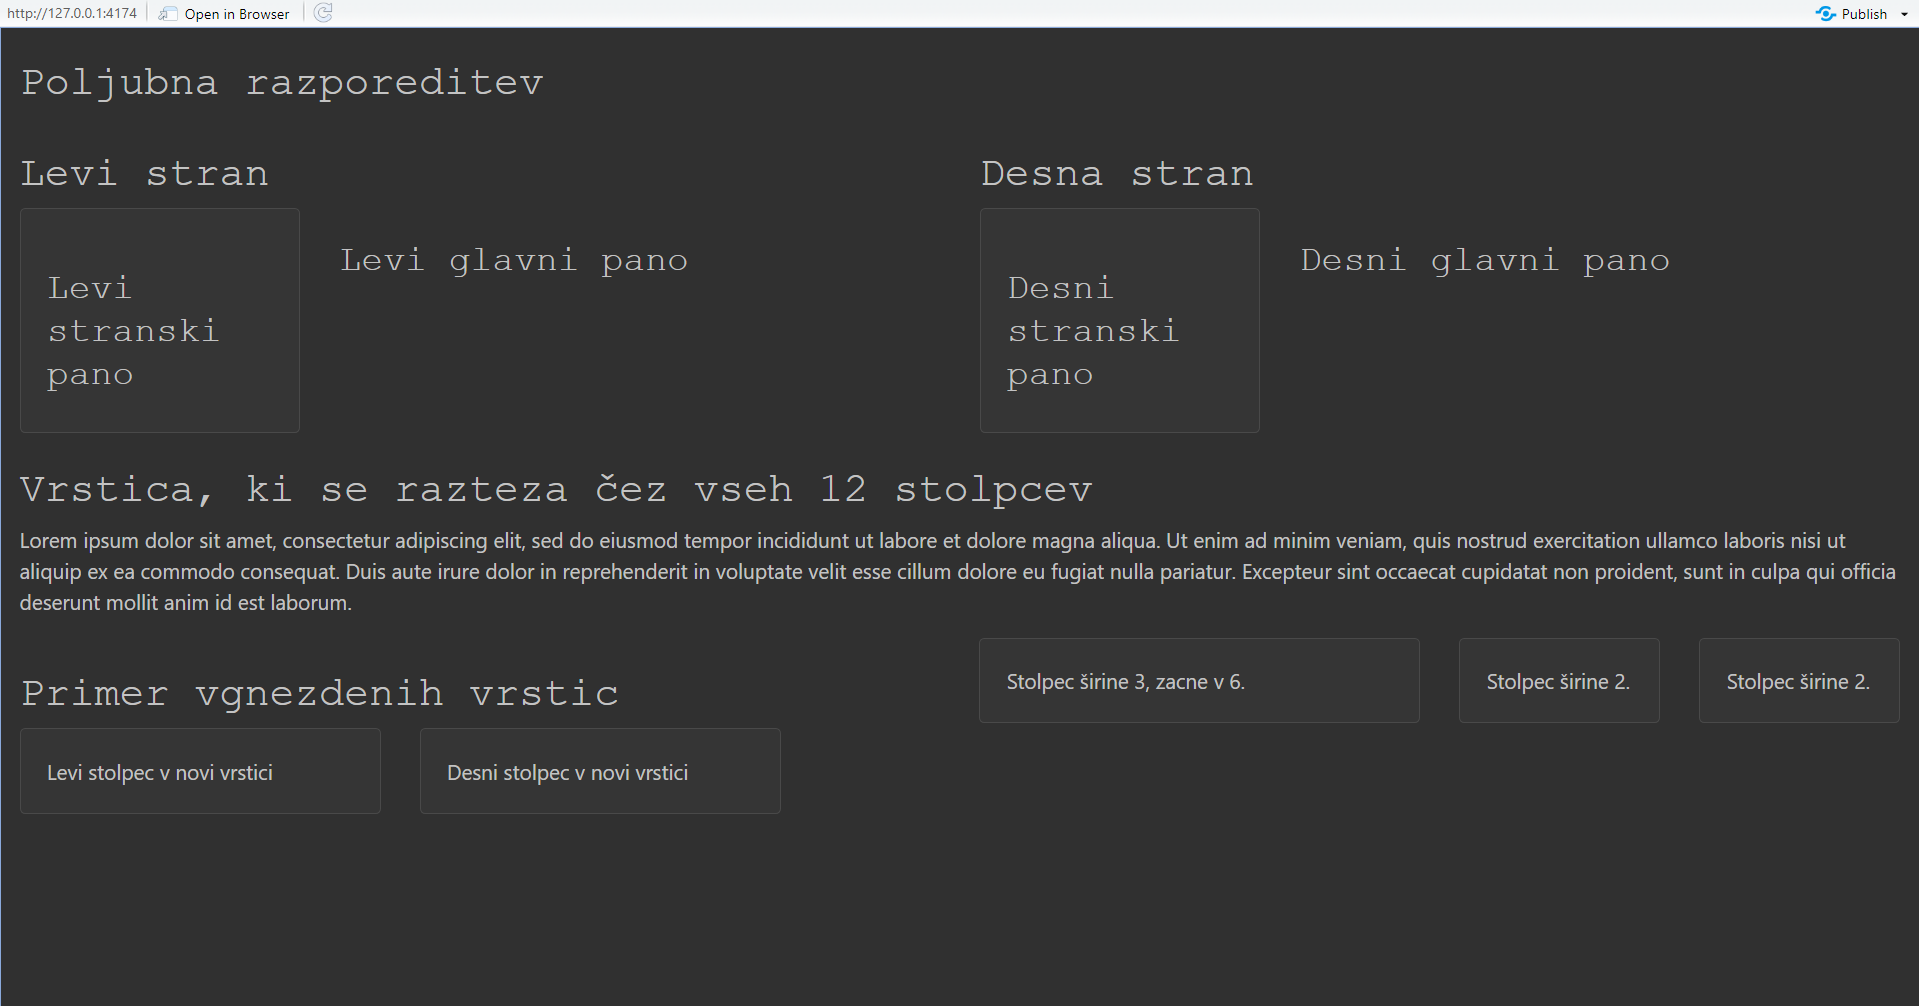 http://127.0.0.1:4174 Open in Browser Publish
Poljubna razporeditev
Levi stran
Levi
stranski
pano
Levi glavni pano
Desna stran
Desni
stranski
pano
Desni glavni pano
Vrstica, ki se razteza čez vseh 12 stolpcev
Lorem ipsum dolor sit amet, consectetur adipiscing elit, sed do eiusmod tempor incididunt ut labore et dolore magna aliqua. Ut enim ad minim veniam, quis nostrud exercitation ullamco laboris nisi ut
aliquip ex ea commodo consequat. Duis aute irure dolor in reprehenderit in voluptate velit esse cillum dolore eu fugiat nulla pariatur. Excepteur sint occaecat cupidatat non proident, sunt in culpa qui officia
deserunt mollit anim id est laborum.
Primer vgnezdenih vrstic
Levi stolpec v novi vrstici
Desni stolpec v novi vrstici
Stolpec širine 3, zacne v 6.
Stolpec širine 2.
Stolpec širine 2.